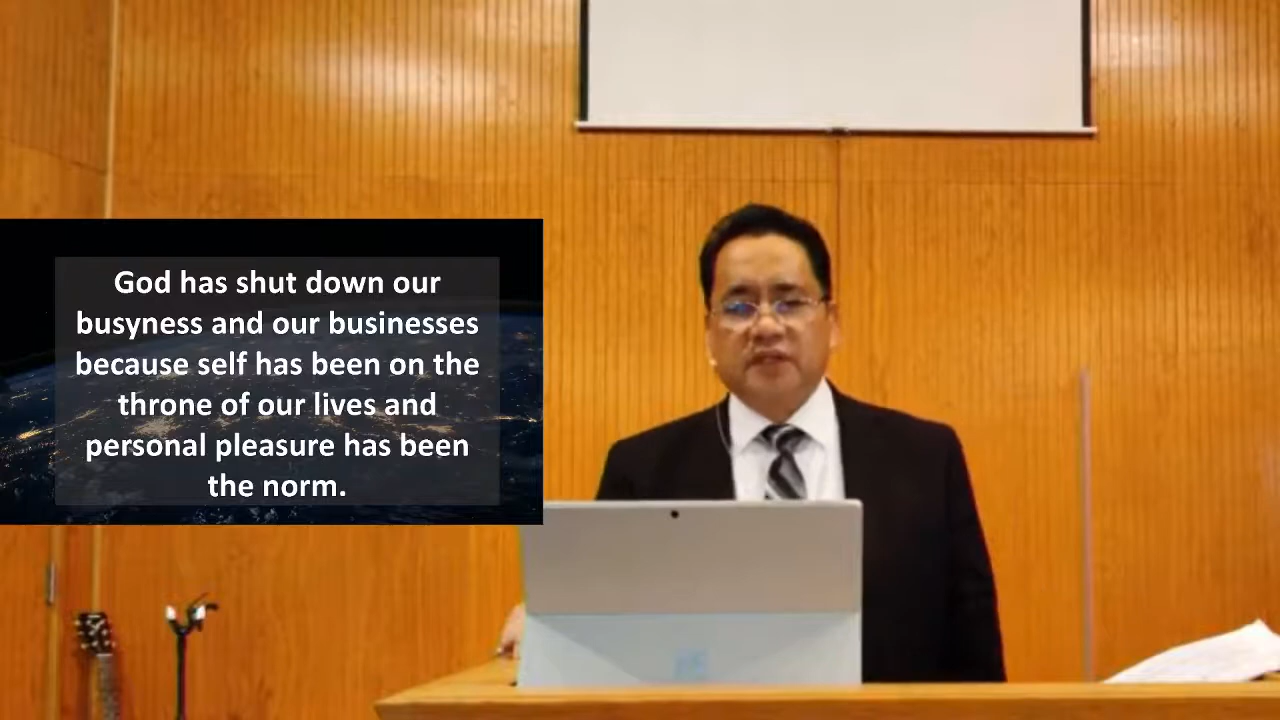 God has shut down our
busyness and our businesses
because self has been on the
throne of our lives and
personal pleasure has been
the norm.